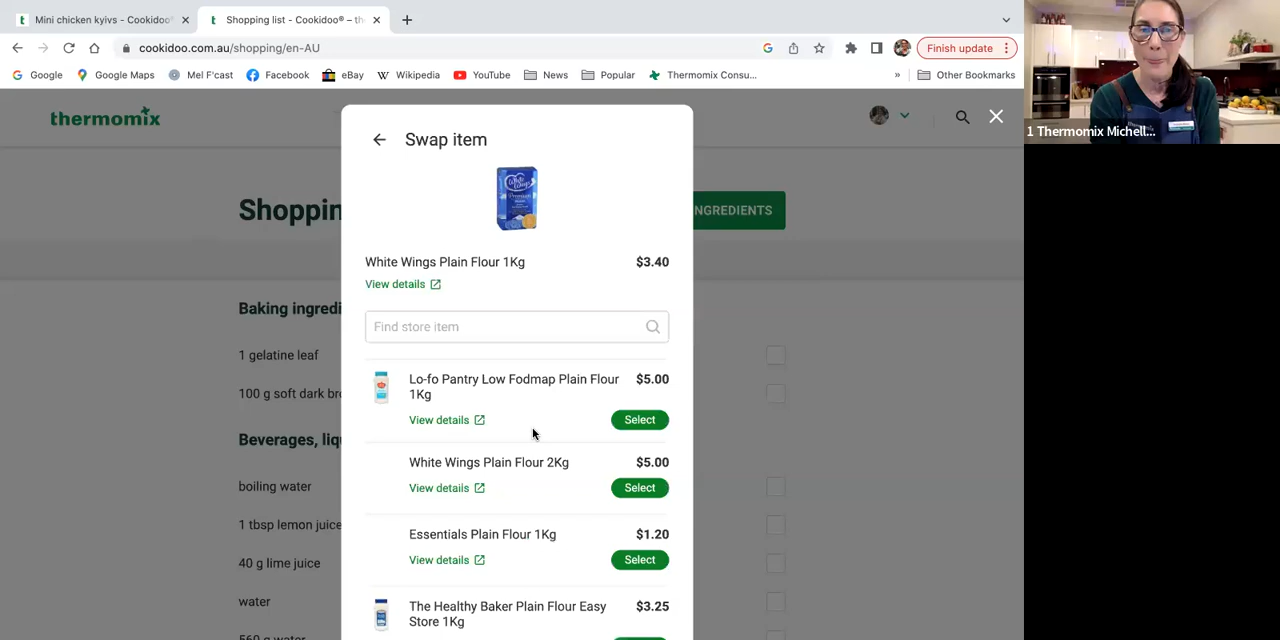 Mini chicken kyivs - Cookidoo®
Shopping list - Cookidoo® – th
cookidoo.com.au/shopping/en-AU
Finish update
Google
Google Maps
Mel F'cast
Facebook
eBay
Wikipedia
YouTube
News
Popular
Thermomix Consu...
»
Other Bookmarks
thermomix
Swap item
Shoppin
NGREDIENTS
White Wings Plain Flour 1Kg
$3.40
View details
Find store item
Baking ingredi
1 gelatine leaf
100 g soft dark bro
Beverages, liqu
boiling water
1 tbsp lemon juice
40 g lime juice
water
560 g water
Lo-fo Pantry Low Fodmap Plain Flour
1Kg
$5.00
View details
Select
White Wings Plain Flour 2Kg
$5.00
View details
Select
Essentials Plain Flour 1Kg
$1.20
View details
Select
The Healthy Baker Plain Flour Easy
Store 1Kg
$3.25
1 Thermomix Michell...